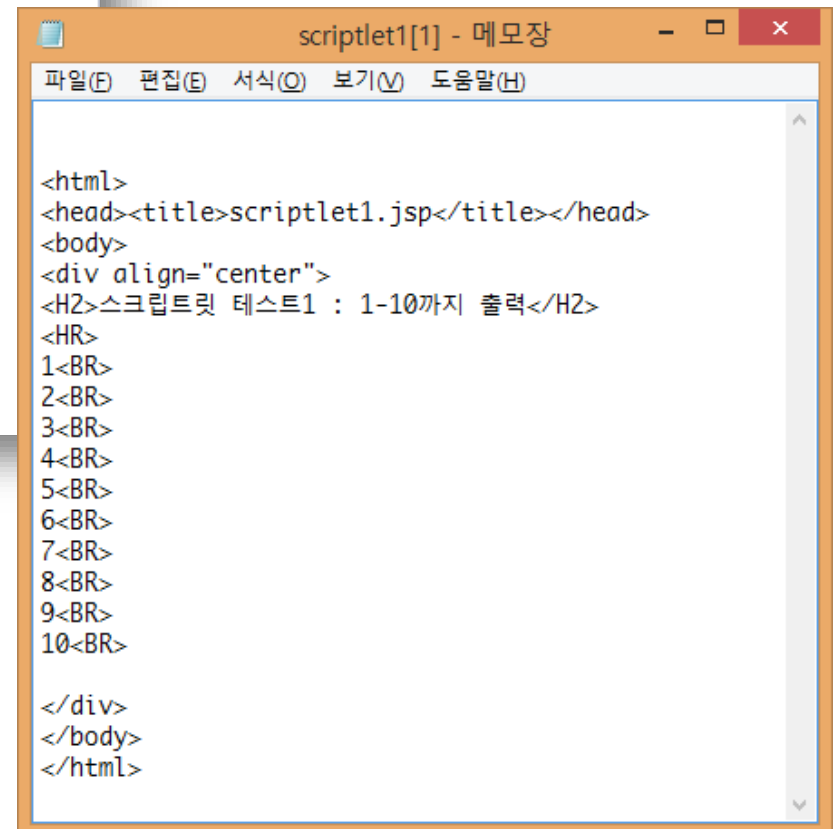 scriptlet1[1] - 메모장
파일(F) 편집(E) 서식(O) 보기(V) 도움말(H)
<html>
<head><title>scriptlet1.jsp</title></head>
<body>
<div align="center">
<H2>스크립트릿 테스트1 : 1-10까지 출력</H2>
<HR>
1<BR>
2<BR>
3<BR>
4<BR>
5<BR>
6<BR>
7<BR>
8<BR>
9<BR>
10<BR>
</div>
</body>
</html>